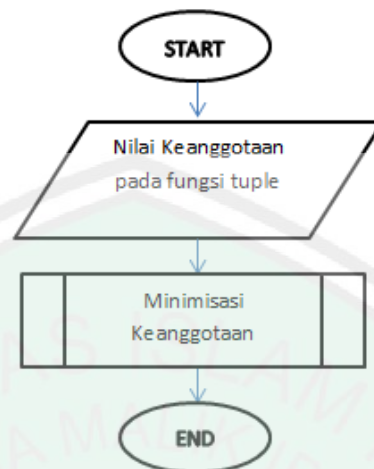 START
Nilai Keanggotaan
pada fungsi tuple
Minimisasi
Keanggotaan
END